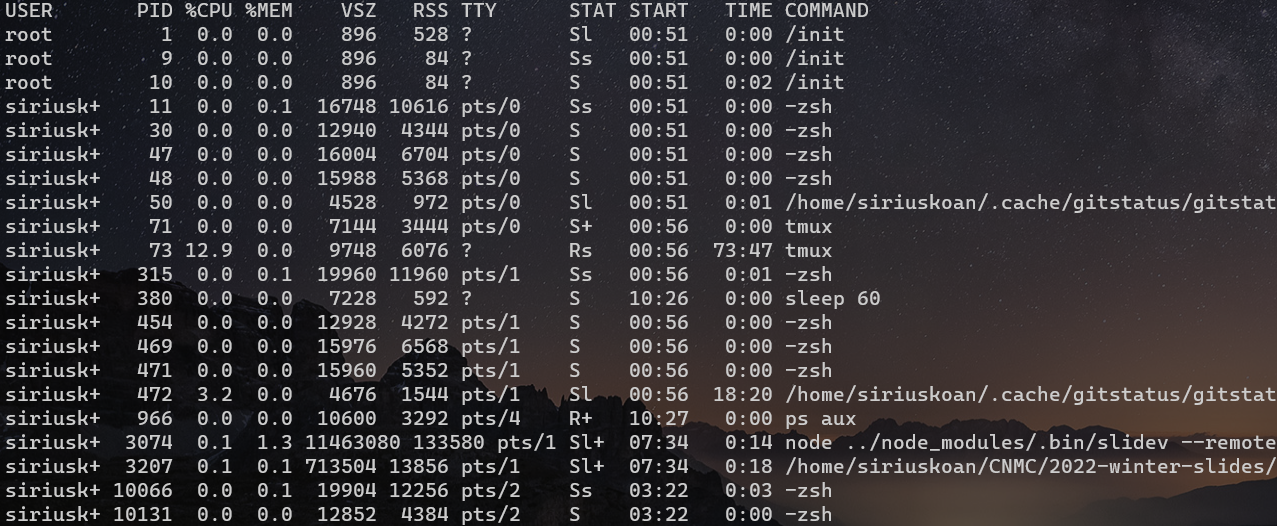 USER       PID %CPU %MEM    VSZ   RSS TTY      STAT START   TIME COMMAND
root         1  0.0  0.0    896   528 ?        Sl   00:51   0:00 /init
root         9  0.0  0.0    896    84 ?        Ss   00:51   0:00 /init
root        10  0.0  0.0    896    84 ?        S    00:51   0:02 /init
siriusk+    11  0.0  0.1  16748 10616 pts/0    Ss   00:51   0:00 -zsh
siriusk+    30  0.0  0.0  12940  4344 pts/0    S    00:51   0:00 -zsh
siriusk+    47  0.0  0.0  16004  6704 pts/0    S    00:51   0:00 -zsh
siriusk+    48  0.0  0.0  15988  5368 pts/0    S    00:51   0:00 -zsh
siriusk+    50  0.0  0.0   4528   972 pts/0    Sl   00:51   0:01 /home/siriuskoan/.cache/gitstatus/gitstat
siriusk+    71  0.0  0.0   7144  3444 pts/0    S+   00:56   0:00 tmux
siriusk+    73 12.9  0.0   9748  6076 ?        Rs   00:56  73:47 tmux
siriusk+   315  0.0  0.1  19960 11960 pts/1    Ss   00:56   0:01 -zsh
siriusk+   380  0.0  0.0   7228   592 ?        S    10:26   0:00 sleep 60
siriusk+   454  0.0  0.0  12928  4272 pts/1    S    00:56   0:00 -zsh
siriusk+   469  0.0  0.0  15976  6568 pts/1    S    00:56   0:00 -zsh
siriusk+   471  0.0  0.0  15960  5352 pts/1    S    00:56   0:00 -zsh
siriusk+   472  3.2  0.0   4676  1544 pts/1    Sl   00:56  18:20 /home/siriuskoan/.cache/gitstatus/gitstat
siriusk+   966  0.0  0.0  10600  3292 pts/4    R+   10:27   0:00 ps aux
siriusk+  3074  0.1  1.3 11463080 133580 pts/1 Sl+  07:34   0:14 node ../node_modules/.bin/slidev --remote
siriusk+  3207  0.1  0.1 713504 13856 pts/1    Sl+  07:34   0:18 /home/siriuskoan/CNMC/2022-winter-slides/
siriusk+ 10066  0.0  0.1  19904 12256 pts/2    Ss   03:22   0:03 -zsh
siriusk+ 10131  0.0  0.0  12852  4384 pts/2    S    03:22   0:00 -zsh